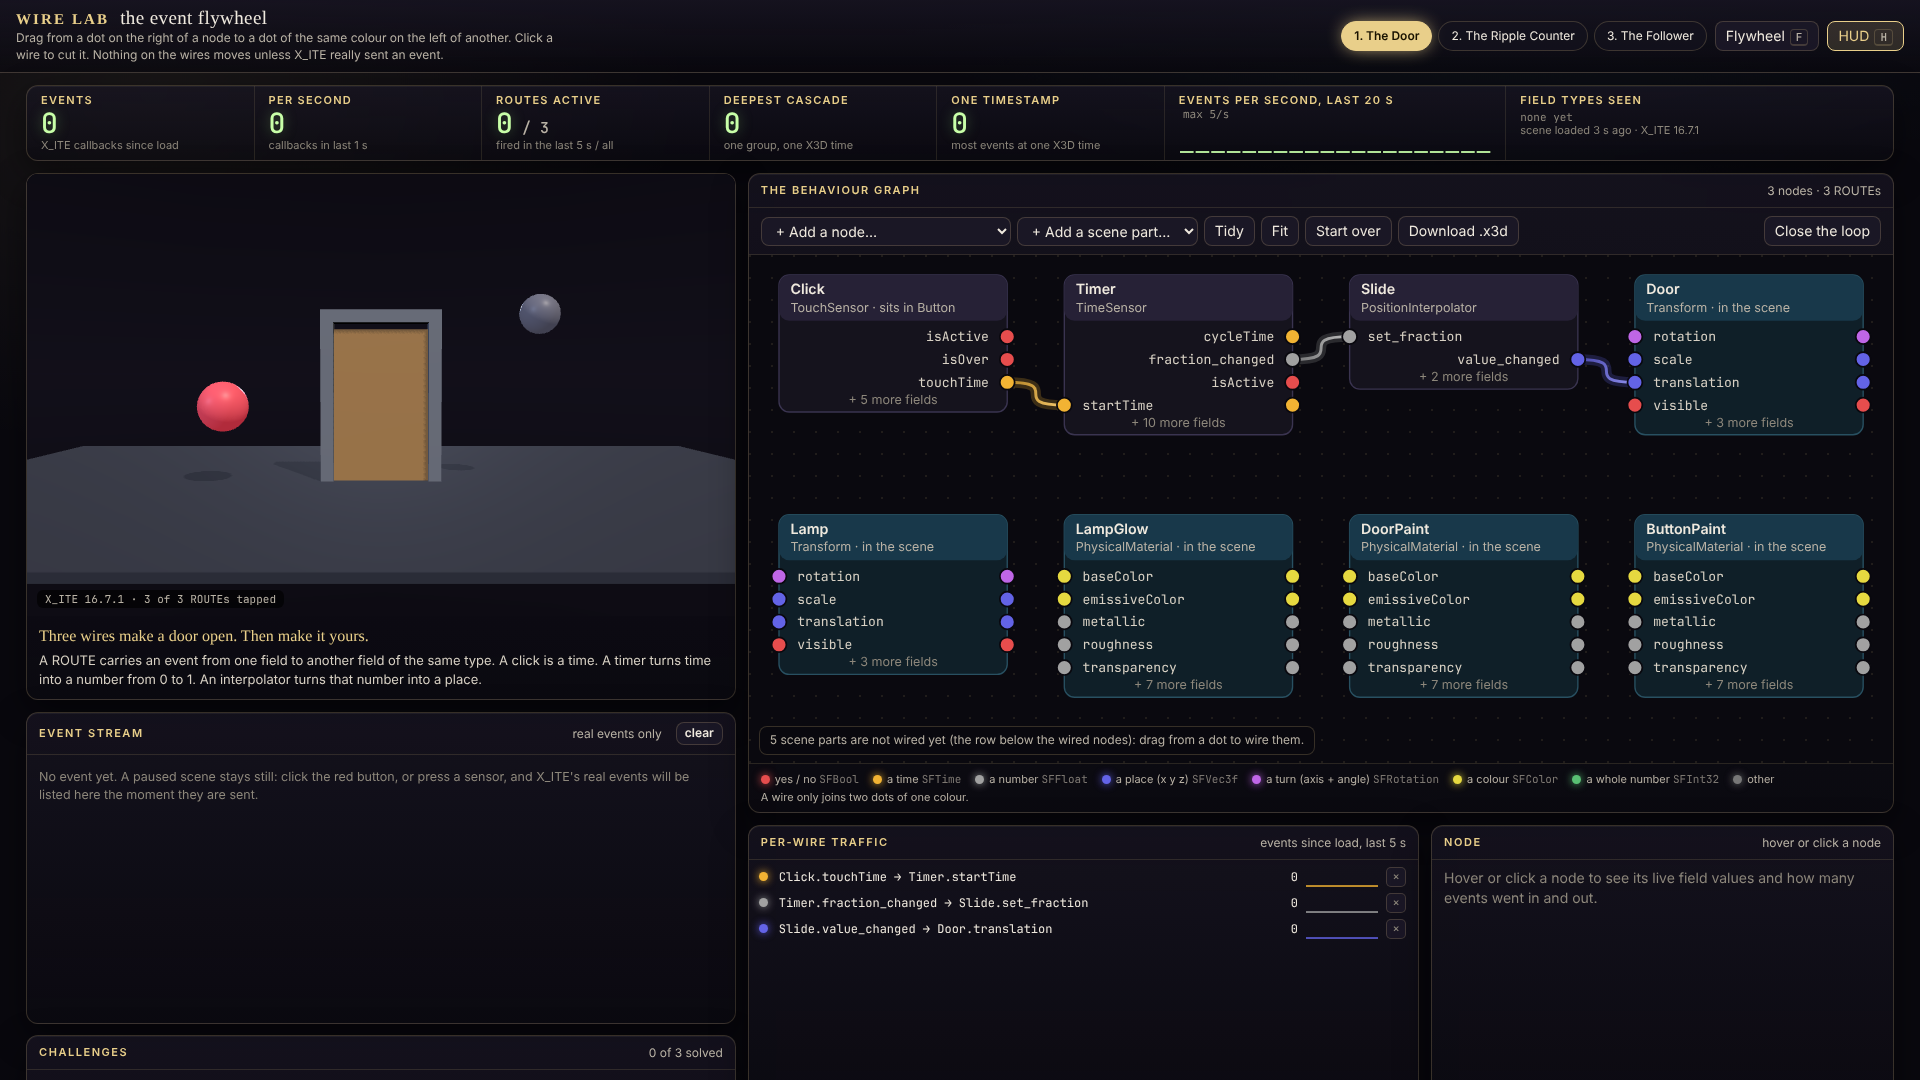 WIRE LAB the event flywheel
Drag from a dot on the right of a node to a dot of the same colour on the left of another. Click a
wire to cut it. Nothing on the wires moves unless X_ITE really sent an event.
1. The Door
2. The Ripple Counter
3. The Follower
Flywheel F
HUD H
EVENTS
0
X_ITE callbacks since load
PER SECOND
0
callbacks in last 1 s
ROUTES ACTIVE
0 / 3
fired in the last 5 s / all
DEEPEST CASCADE
0
one group, one X3D time
ONE TIMESTAMP
0
most events at one X3D time
EVENTS PER SECOND, LAST 20 S
max 5/s
FIELD TYPES SEEN
none yet
scene loaded 3 s ago · X_ITE 16.7.1
X_ITE 16.7.1 · 3 of 3 ROUTEs tapped
Three wires make a door open. Then make it yours.
A ROUTE carries an event from one field to another field of the same type. A click is a time. A timer turns time
into a number from 0 to 1. An interpolator turns that number into a place.
EVENT STREAM
real events only
clear
No event yet. A paused scene stays still: click the red button, or press a sensor, and X_ITE's real events will be
listed here the moment they are sent.
CHALLENGES
0 of 3 solved
THE BEHAVIOUR GRAPH
3 nodes · 3 ROUTEs
+ Add a node...
+ Add a scene part...
Tidy
Fit
Start over
Download .x3d
Close the loop
Click
TouchSensor · sits in Button
isActive
isOver
touchTime
+ 5 more fields
Timer
TimeSensor
cycleTime
fraction_changed
isActive
startTime
+ 10 more fields
Slide
PositionInterpolator
set_fraction
value_changed
+ 2 more fields
Door
Transform · in the scene
rotation
scale
translation
visible
+ 3 more fields
Lamp
Transform · in the scene
rotation
scale
translation
visible
+ 3 more fields
LampGlow
PhysicalMaterial · in the scene
baseColor
emissiveColor
metallic
roughness
transparency
+ 7 more fields
DoorPaint
PhysicalMaterial · in the scene
baseColor
emissiveColor
metallic
roughness
transparency
+ 7 more fields
ButtonPaint
PhysicalMaterial · in the scene
baseColor
emissiveColor
metallic
roughness
transparency
+ 7 more fields
5 scene parts are not wired yet (the row below the wired nodes): drag from a dot to wire them.
yes / no SFBool
a time SFTime
a number SFFloat
a place (x y z) SFVec3f
a turn (axis + angle) SFRotation
a colour SFColor
a whole number SFInt32
other
A wire only joins two dots of one colour.
PER-WIRE TRAFFIC
events since load, last 5 s
Click.touchTime → Timer.startTime 0 ×
Timer.fraction_changed → Slide.set_fraction 0 ×
Slide.value_changed → Door.translation 0 ×
NODE
hover or click a node
Hover or click a node to see its live field values and how many
events went in and out.